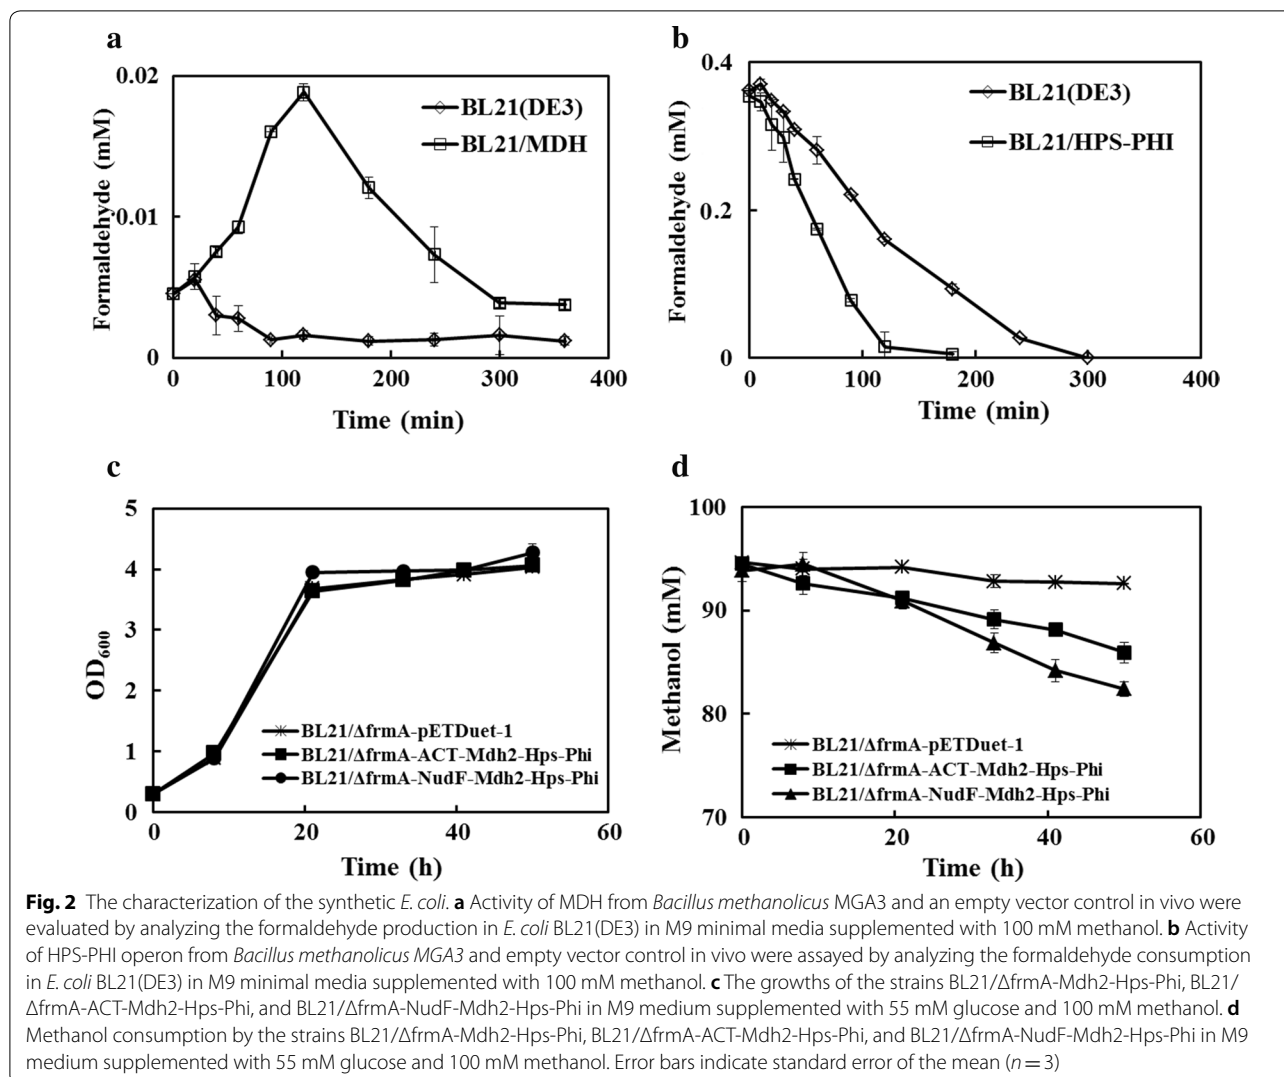 a
0.02
0.01
0
Formaldehyde (mM)
BL21(DE3)
BL21/MDH
0 100 200 300 400
Time (min)
b
0.4
0.2
0
Formaldehyde (mM)
BL21(DE3)
BL21/HPS-PHI
0 100 200 300 400
Time (min)
c
5
4
3
2
1
0
OD600
BL21/ΔfrmA-pETDuet-1
BL21/ΔfrmA-ACT-Mdh2-Hps-Phi
BL21/ΔfrmA-NudF-Mdh2-Hps-Phi
0 20 40 60
Time (h)
d
100
90
80
70
Methanol (mM)
BL21/ΔfrmA-pETDuet-1
BL21/ΔfrmA-ACT-Mdh2-Hps-Phi
BL21/ΔfrmA-NudF-Mdh2-Hps-Phi
0 20 40 60
Time (h)
Fig. 2 The characterization of the synthetic E. coli. a Activity of MDH from Bacillus methanolicus MGA3 and an empty vector control in vivo were
evaluated by analyzing the formaldehyde production in E. coli BL21(DE3) in M9 minimal media supplemented with 100 mM methanol. b Activity
of HPS-PHI operon from Bacillus methanolicus MGA3 and empty vector control in vivo were assayed by analyzing the formaldehyde consumption
in E. coli BL21(DE3) in M9 minimal media supplemented with 100 mM methanol. c The growths of the strains BL21/ΔfrmA-Mdh2-Hps-Phi, BL21/
ΔfrmA-ACT-Mdh2-Hps-Phi, and BL21/ΔfrmA-NudF-Mdh2-Hps-Phi in M9 medium supplemented with 55 mM glucose and 100 mM methanol. d
Methanol consumption by the strains BL21/ΔfrmA-Mdh2-Hps-Phi, BL21/ΔfrmA-ACT-Mdh2-Hps-Phi, and BL21/ΔfrmA-NudF-Mdh2-Hps-Phi in M9
medium supplemented with 55 mM glucose and 100 mM methanol. Error bars indicate standard error of the mean (n = 3)